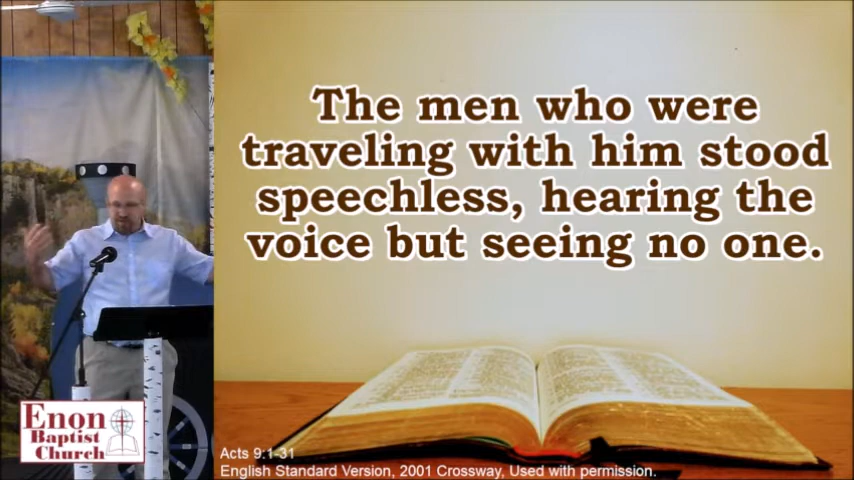 The men who were
traveling with him stood
speechless, hearing the
voice but seeing no one.
Enon
Baptist
Church
Acts 9:1-31
English Standard Version, 2001 Crossway, Used with permission.